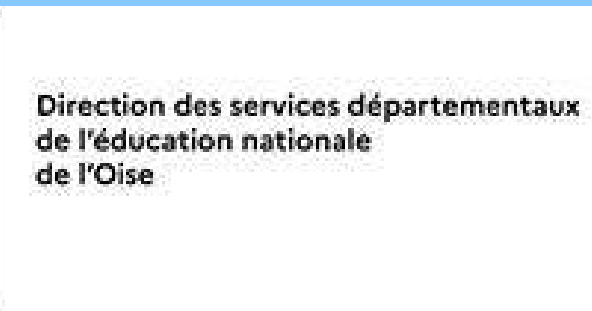 Direction des services départementaux
de l'éducation nationale
de l'Oise